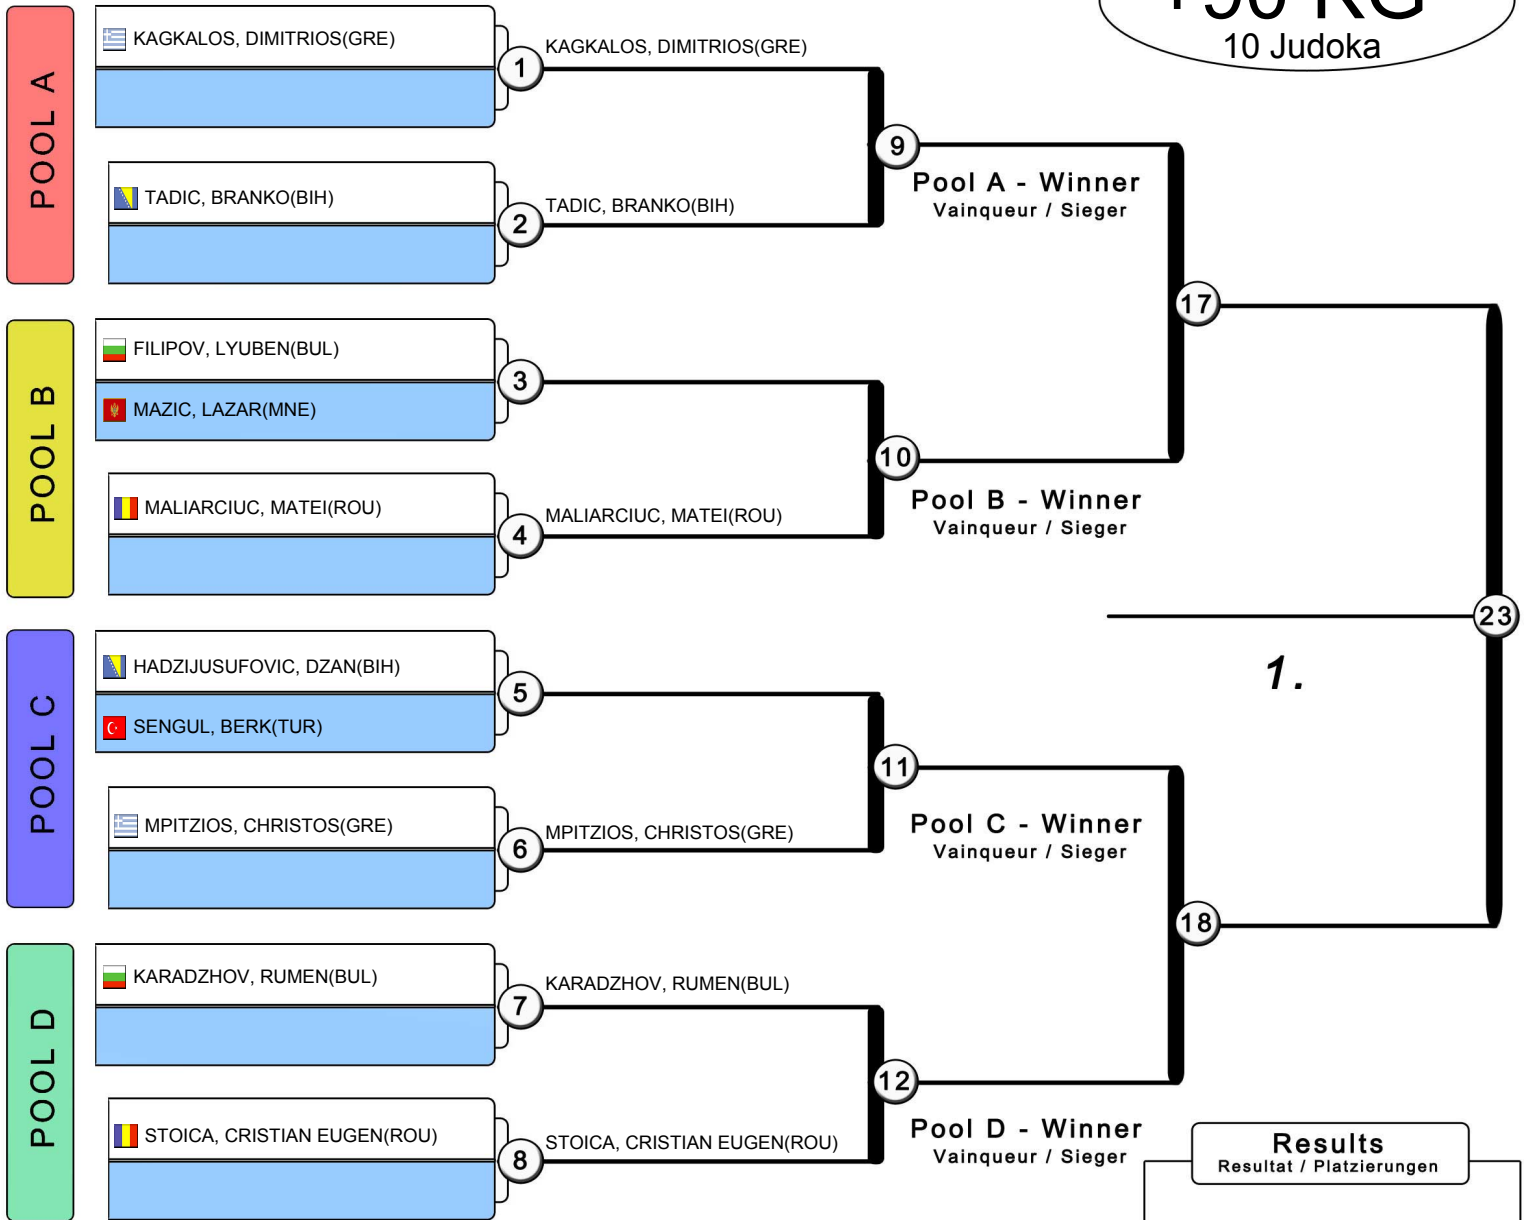 +90 KG
10 Judoka
POOL A
KAGKALOS, DIMITRIOS(GRE)
1
KAGKALOS, DIMITRIOS(GRE)
TADIC, BRANKO(BIH)
2
TADIC, BRANKO(BIH)
9
Pool A - Winner
Vainqueur / Sieger
17
POOL B
FILIPOV, LYUBEN(BUL)
MAZIC, LAZAR(MNE)
3
MALIARCIUC, MATEI(ROU)
4
MALIARCIUC, MATEI(ROU)
10
Pool B - Winner
Vainqueur / Sieger
23
1.
POOL C
HADZIJUSUFOVIC, DZAN(BIH)
SENGUL, BERK(TUR)
5
MPITZIOS, CHRISTOS(GRE)
6
MPITZIOS, CHRISTOS(GRE)
11
Pool C - Winner
Vainqueur / Sieger
18
POOL D
KARADZHOV, RUMEN(BUL)
7
KARADZHOV, RUMEN(BUL)
STOICA, CRISTIAN EUGEN(ROU)
8
STOICA, CRISTIAN EUGEN(ROU)
12
Pool D - Winner
Vainqueur / Sieger
Results
Resultat / Platzierungen